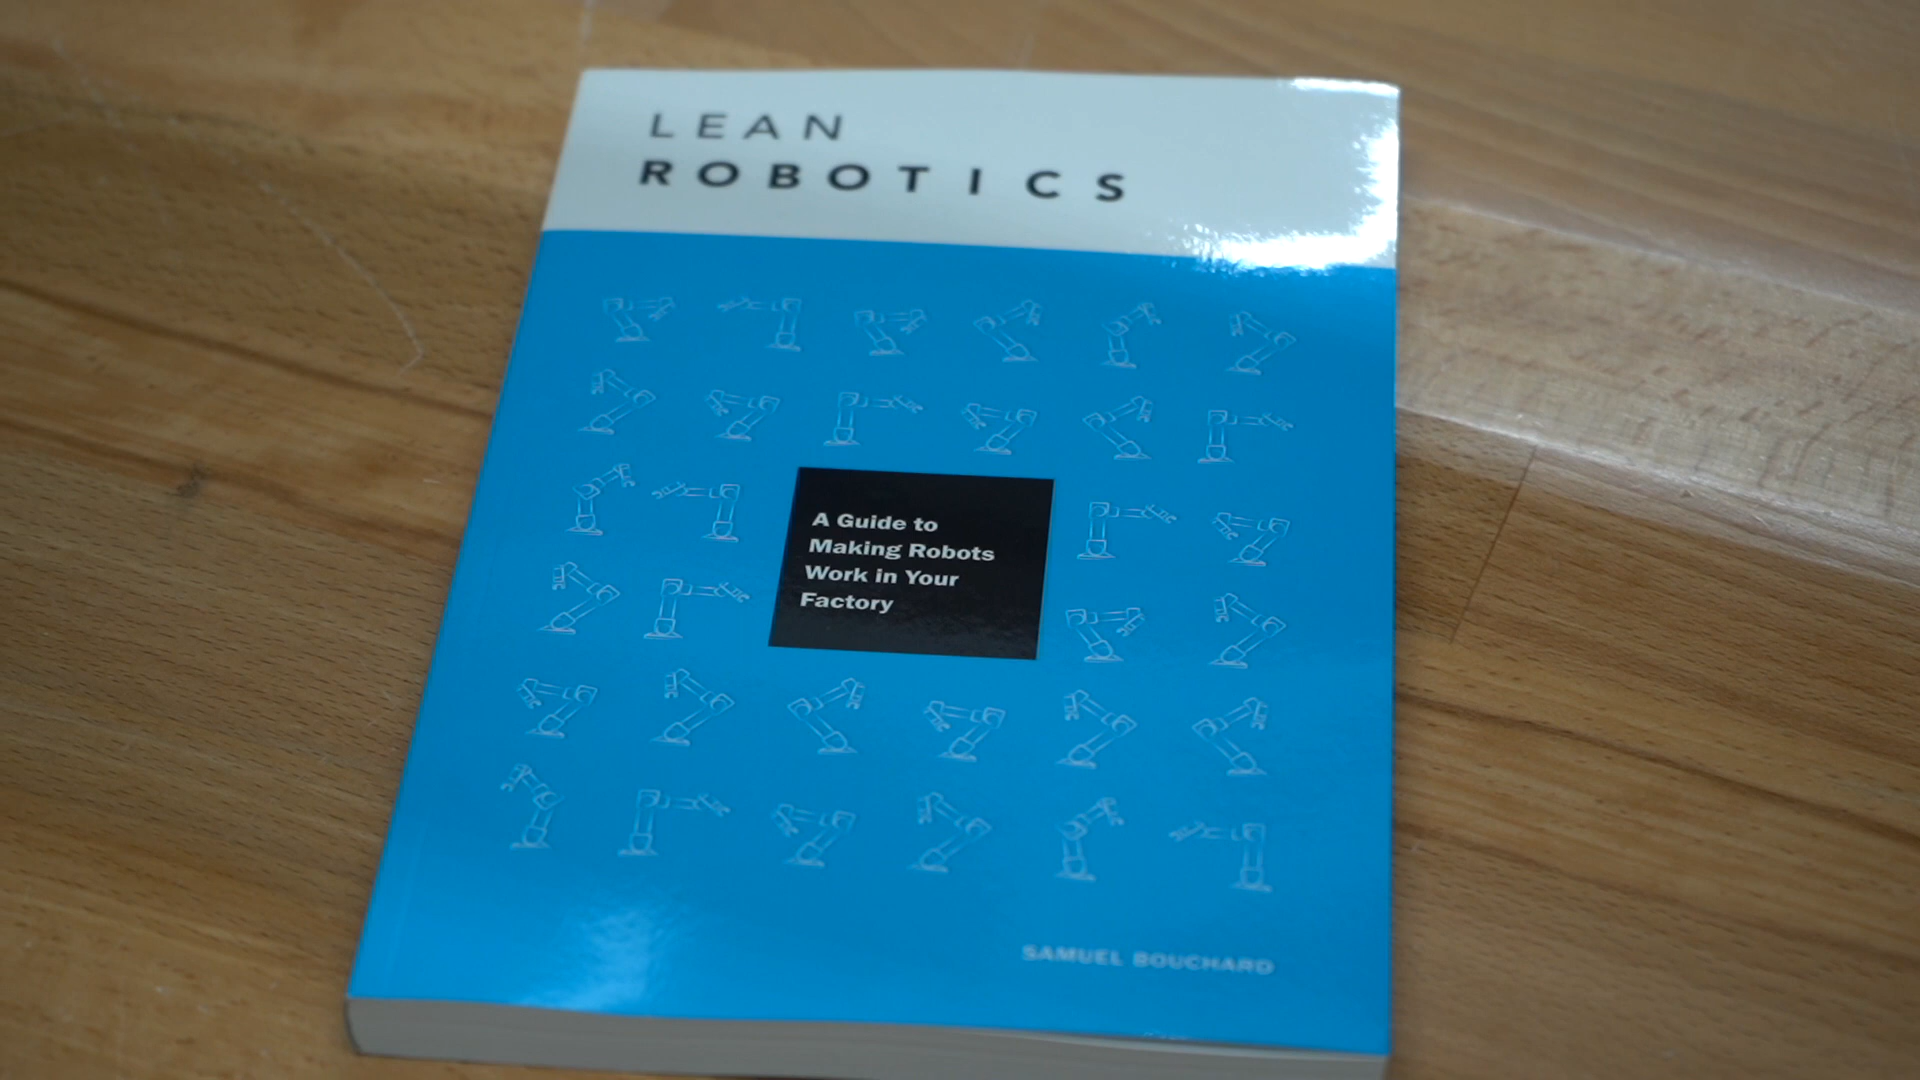 LEAN
ROBOTICS
A Guide to
Making Robots
Work in Your
Factory
SAMUEL BOUCHARD